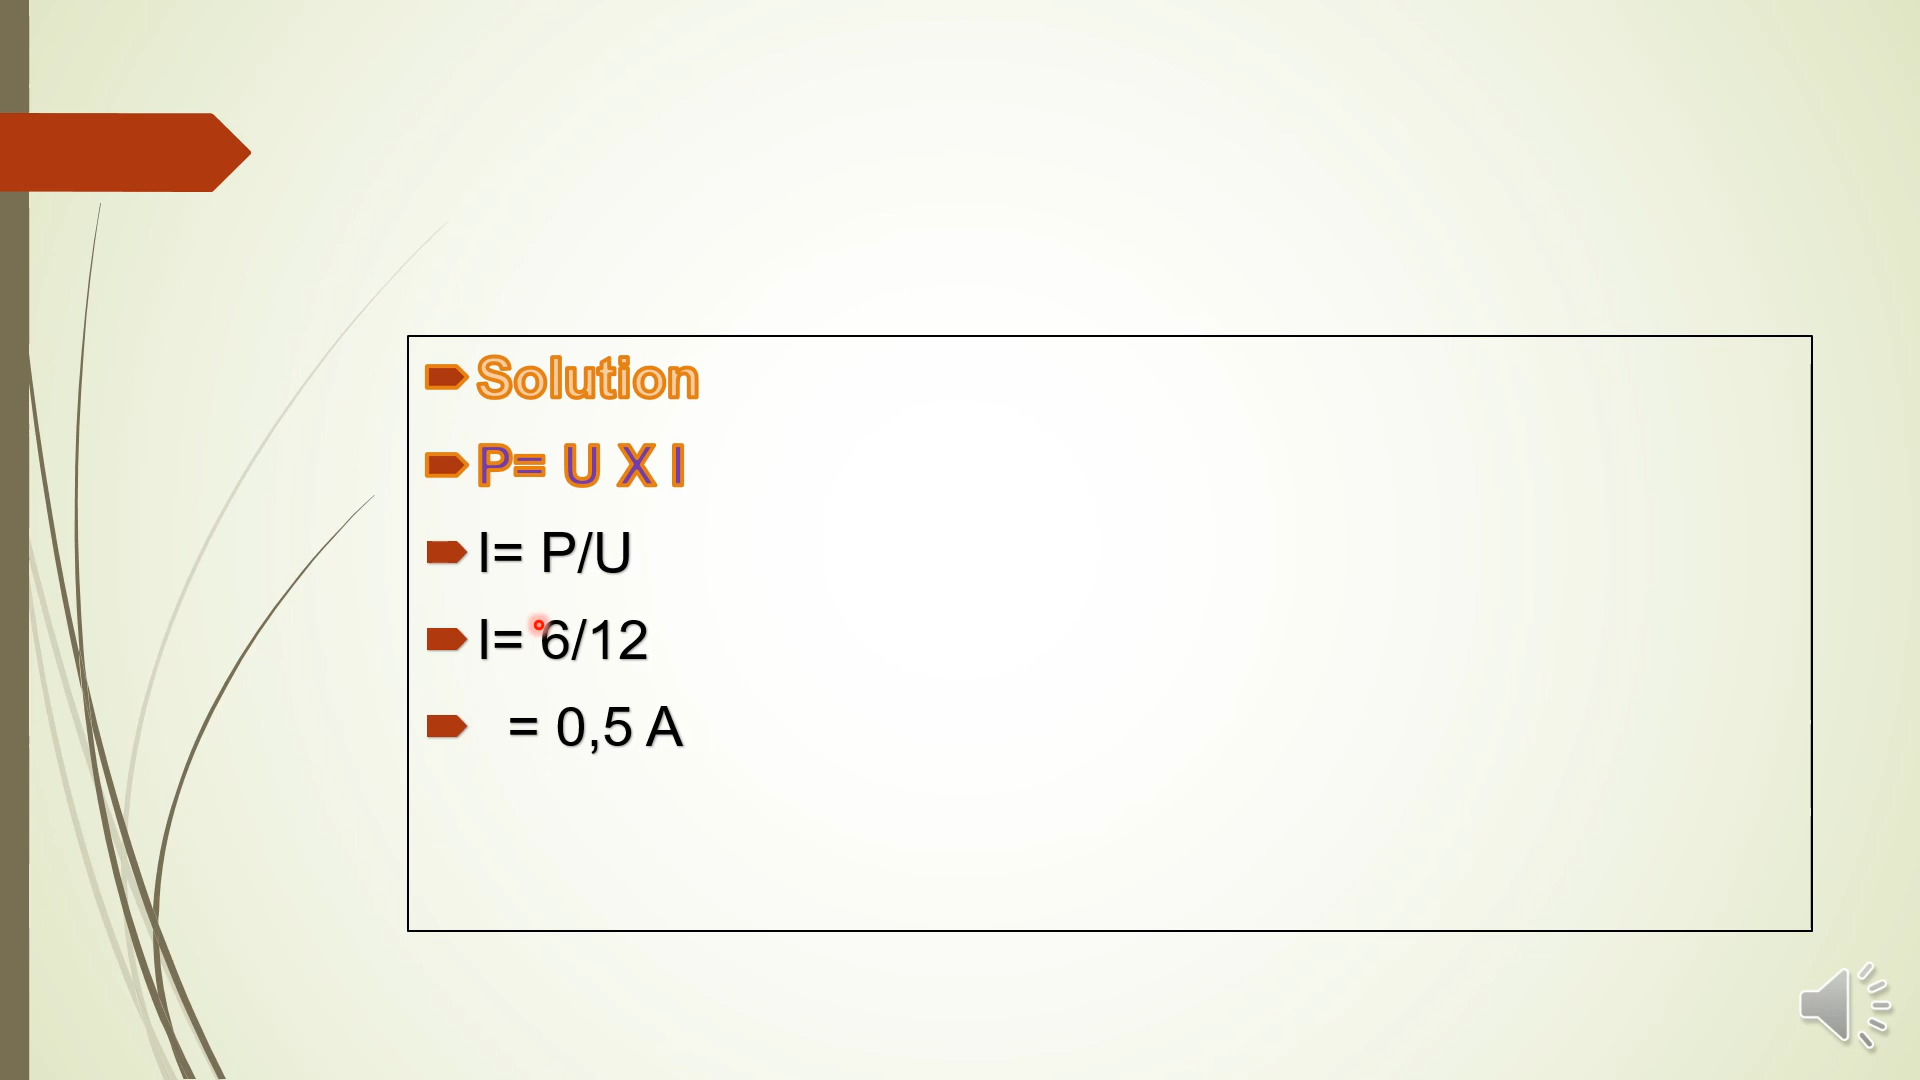 Solution
P= U X I
I= P/U
I= 6/12
= 0,5 A